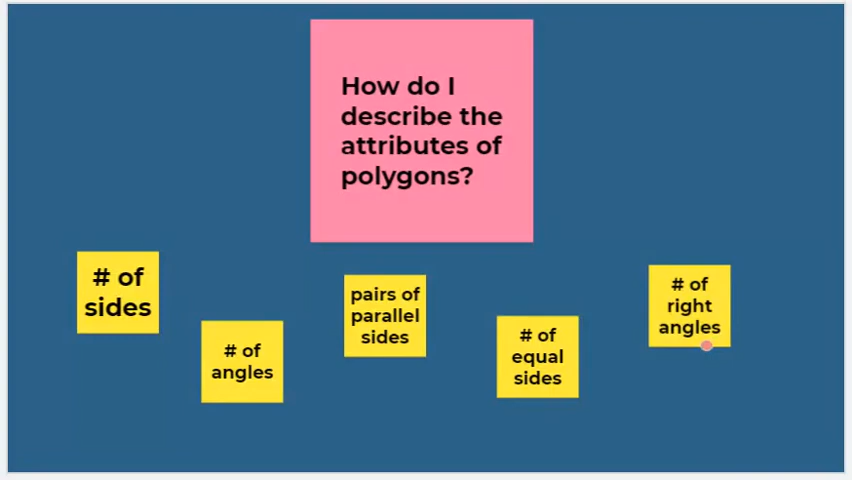 How do I
describe the
attributes of
polygons?
# of
sides
# of
angles
pairs of
parallel
sides
# of
equal
sides
# of
right
angles